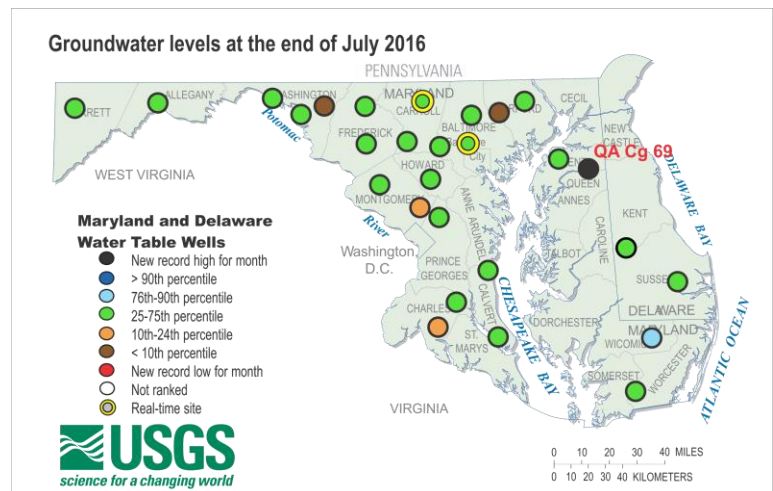 Groundwater levels at the end of July 2016
PENNSYLVANIA
ALLEGANY
MARYLAND
CARROLL
CECIL
Potomac
FREDERICK
BALTIMORE
City
NEW
CASTLE
QA Cg 69
HOWARD
WEST VIRGINIA
MONTGOMERY
QUEEN
ANNES
DELAWARE BAY
KENT
River
ANNE ARUNDEL
CAROLINE
Maryland and Delaware
Water Table Wells
Washington,
D.C.
TALBOT
PRINCE
GEORGES
New record high for month
> 90th percentile
76th-90th percentile
25-75th percentile
10th-24th percentile
< 10th percentile
New record low for month
Not ranked
Real-time site
CHARLES
CALVERT
CHESAPEAKE BAY
DELAWARE
MARYLAND
DORCHESTER
ST.
MARYS
WORCESTER
SOMERSET
ATLANTIC OCEAN
VIRGINIA
USGS
science for a changing world
0 10 20 40 MILES
0 10 20 30 40 KILOMETERS